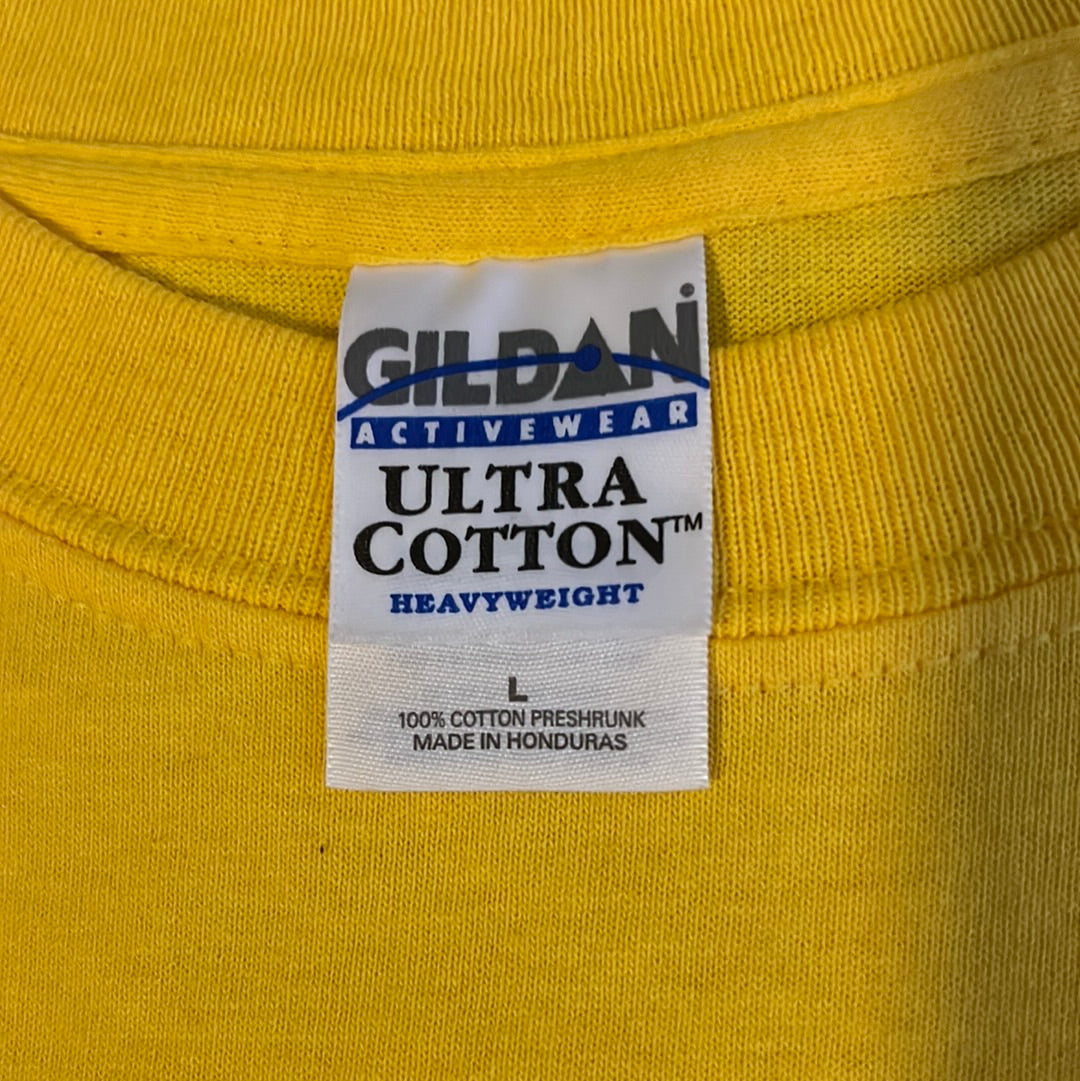 GILDAN
ACTIVEWEAR
ULTRA
COTTON™
HEAVYWEIGHT
L
100% COTTON PRESHRUNK
MADE IN HONDURAS